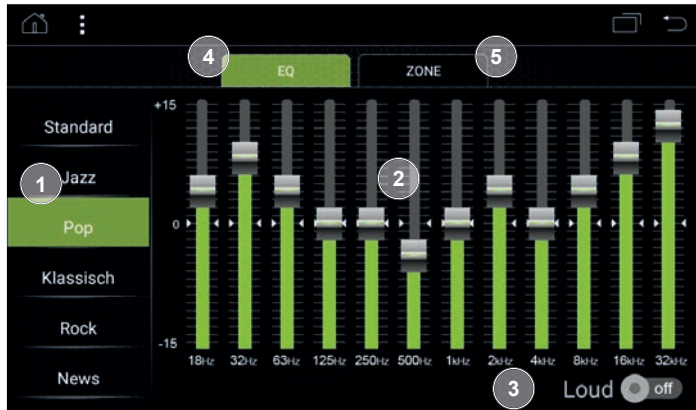 4 5
EQ ZONE
+15
Standard
2
1 Jazz
Pop 0
Klassisch
Rock
-15
18Hz 32Hz 63Hz 125Hz 250Hz 500Hz 1kHz 2kHz 4kHz 8kHz 16kHz 32kHz
News
3 Loud off